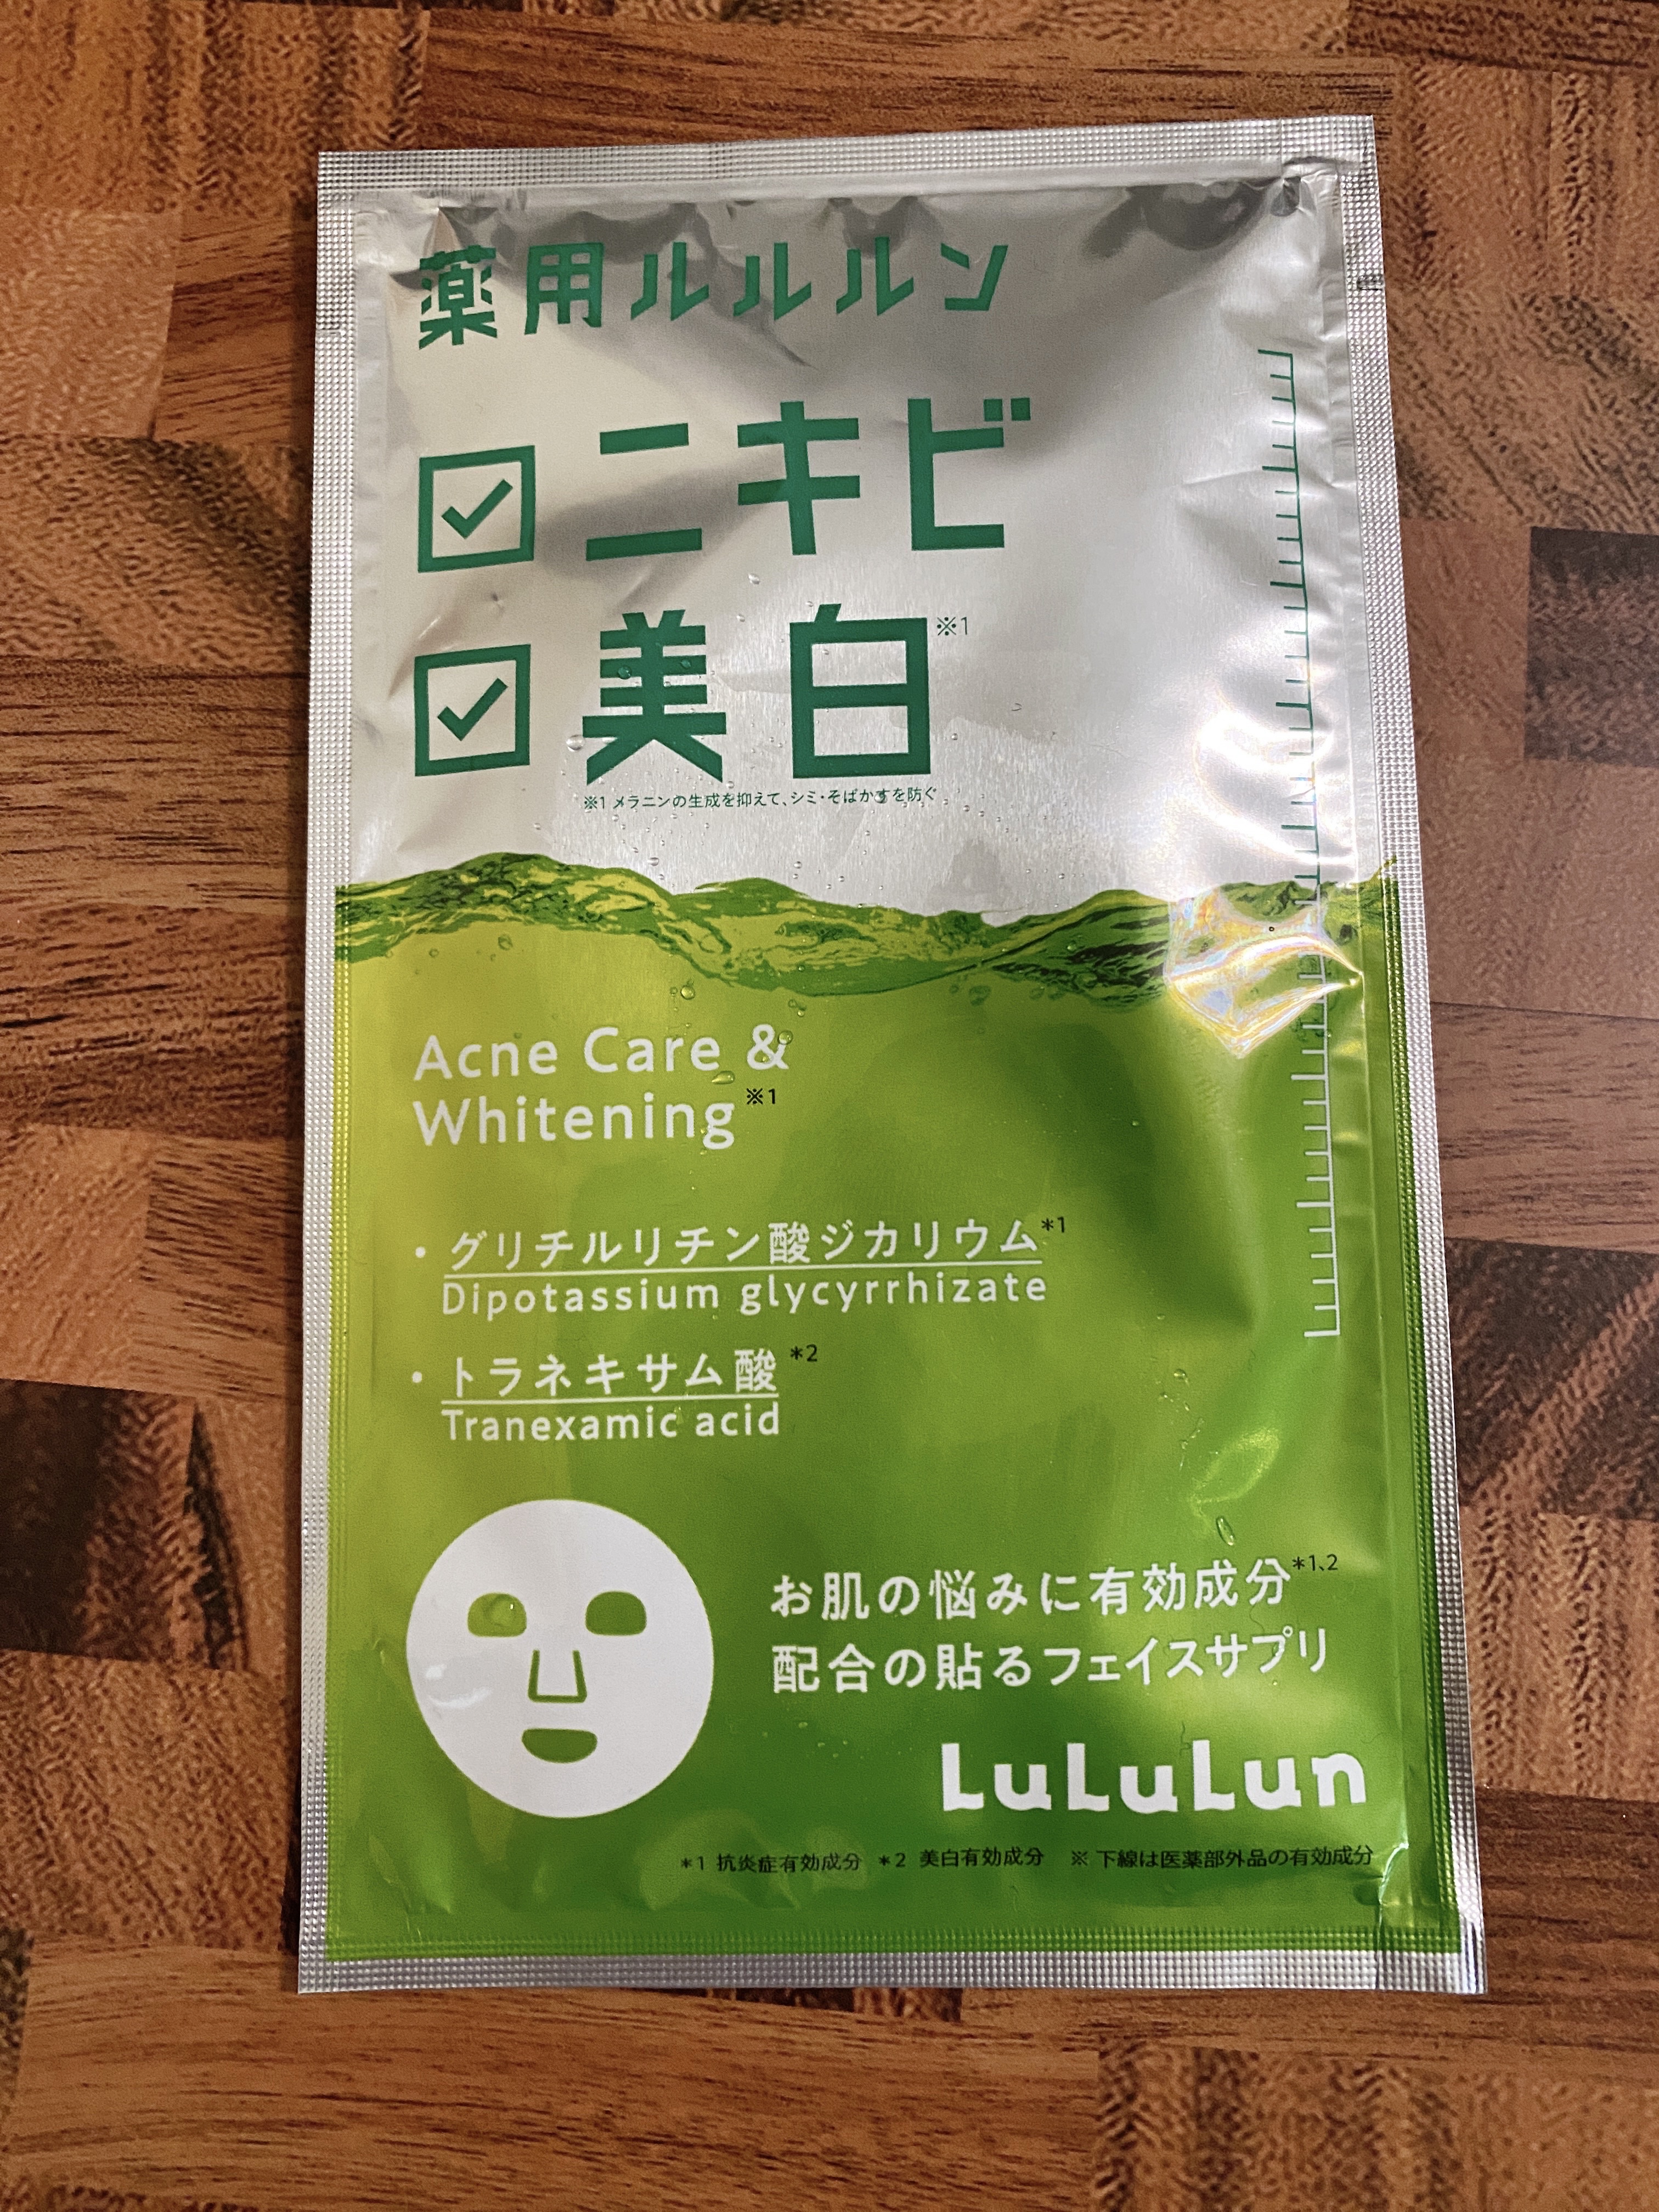 薬用ルルルン
ニキビ
美白※1
※1 メラニンの生成を抑えて、シミ・そばかすを防ぐ
Acne Care &
Whitening※1
・グリチルリチン酸ジカリウム*1
Dipotassium glycyrrhizate
・トラネキサム酸*2
Tranexamic acid
お肌の悩みに有効成分*1、2
配合の貼るフェイスサプリ
LuLuLun
*1 抗炎症有効成分 *2 美白有効成分 ※ 下線は医薬部外品の有効成分